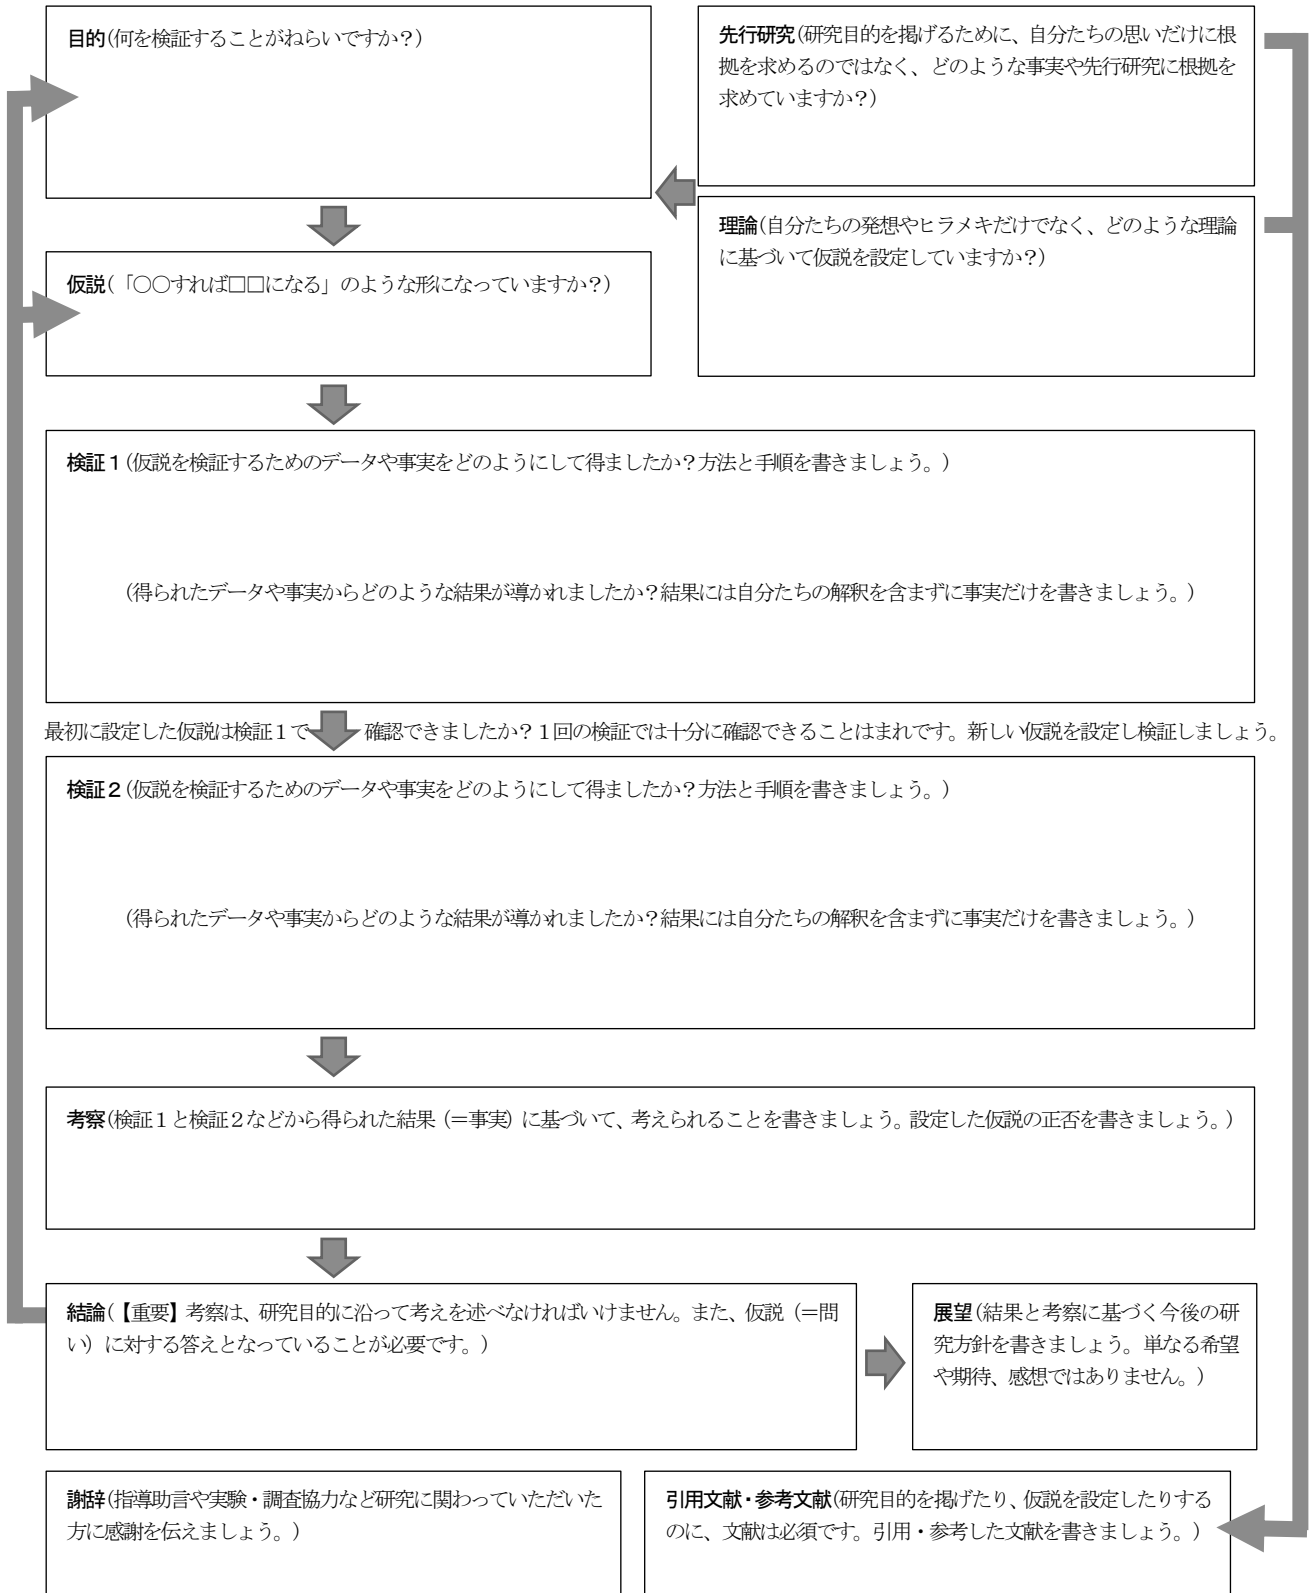 目的(何を検証することがねらいですか？)
先行研究(研究目的を掲げるために、自分たちの思いだけに根
拠を求めるのではなく、どのような事実や先行研究に根拠を
求めていますか？)
理論(自分たちの発想やヒラメキだけでなく、どのような理論
に基づいて仮説を設定していますか？)
仮説(「○○すれば□□になる」のような形になっていますか？)
検証１(仮説を検証するためのデータや事実をどのようにして得ましたか？方法と手順を書きましょう。)
(得られたデータや事実からどのような結果が導かれましたか？結果には自分たちの解釈を含まずに事実だけを書きましょう。)
最初に設定した仮説は検証１で 確認できましたか？１回の検証では十分に確認できることはまれです。新しい仮説を設定し検証しましょう。
検証２(仮説を検証するためのデータや事実をどのようにして得ましたか？方法と手順を書きましょう。)
(得られたデータや事実からどのような結果が導かれましたか？結果には自分たちの解釈を含まずに事実だけを書きましょう。)
考察(検証１と検証２などから得られた結果（＝事実）に基づいて、考えられることを書きましょう。設定した仮説の正否を書きましょう。)
結論(【重要】考察は、研究目的に沿って考えを述べなければいけません。また、仮説（＝問
い）に対する答えとなっていることが必要です。)
展望(結果と考察に基づく今後の研
究方針を書きましょう。単なる希望
や期待、感想ではありません。)
謝辞(指導助言や実験・調査協力など研究に関わっていただいた
方に感謝を伝えましょう。)
引用文献・参考文献(研究目的を掲げたり、仮説を設定したりする
のに、文献は必須です。引用・参考した文献を書きましょう。)